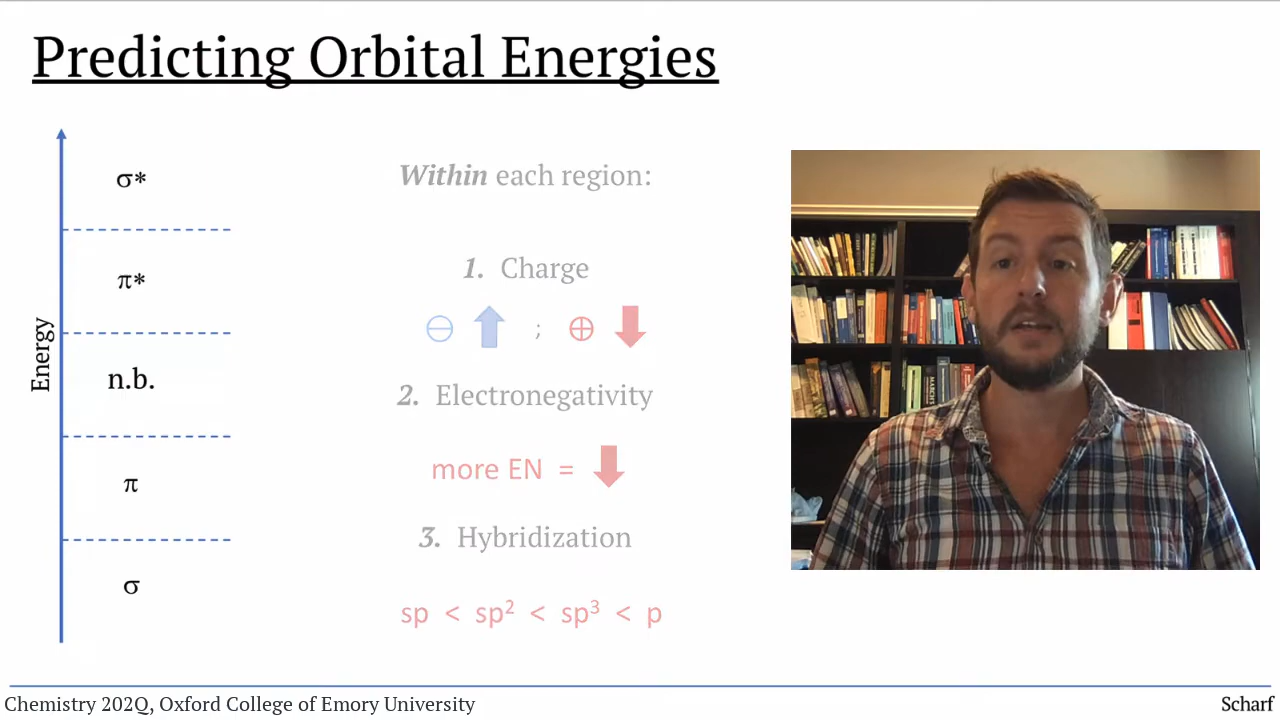 Predicting Orbital Energies
Energy
σ*
π*
n.b.
π
σ
Within each region:
1. Charge
⊖ ; ⊕
2. Electronegativity
more EN =
3. Hybridization
sp < sp² < sp³ < p
MARCH'S
Chemistry 202Q, Oxford College of Emory University
Scharf